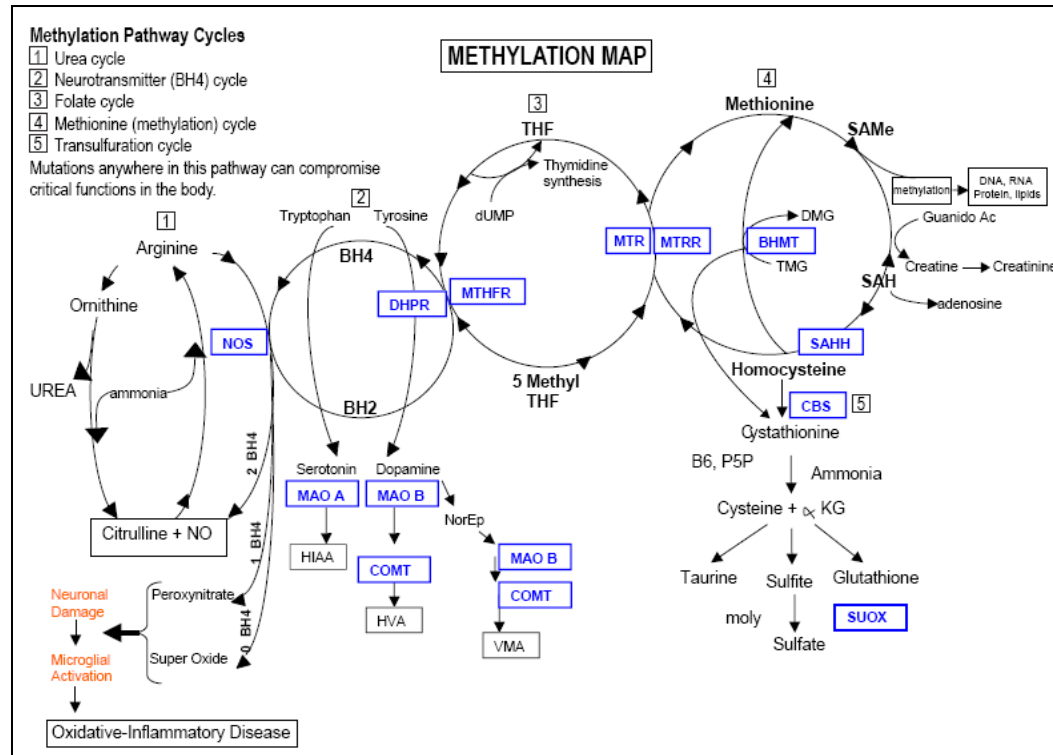 Methylation Pathway Cycles
1 Urea cycle
2 Neurotransmitter (BH4) cycle
3 Folate cycle
4 Methionine (methylation) cycle
5 Transulfuration cycle
Mutations anywhere in this pathway can compromise
critical functions in the body.
METHYLATION MAP
1
Arginine
Ornithine
UREA
ammonia
NOS
Citrulline + NO
2 BH4
1 BH4
0 BH4
Peroxynitrate
Super Oxide
Neuronal
Damage
Microglial
Activation
Oxidative-Inflammatory Disease
2
Tryptophan
Tyrosine
BH4
DHPR
BH2
Serotonin
Dopamine
MAO A
MAO B
NorEp
HIAA
COMT
HVA
MAO B
COMT
VMA
3
THF
Thymidine
synthesis
dUMP
MTHFR
5 Methyl
THF
MTR
MTRR
4
Methionine
SAMe
methylation
DNA, RNA
Protein, lipids
Guanido Ac
DMG
BHMT
TMG
Creatine
Creatinine
SAH
adenosine
SAHH
Homocysteine
CBS
5
Cystathionine
B6, P5P
Ammonia
Cysteine + α KG
Taurine
Sulfite
Glutathione
moly
SUOX
Sulfate